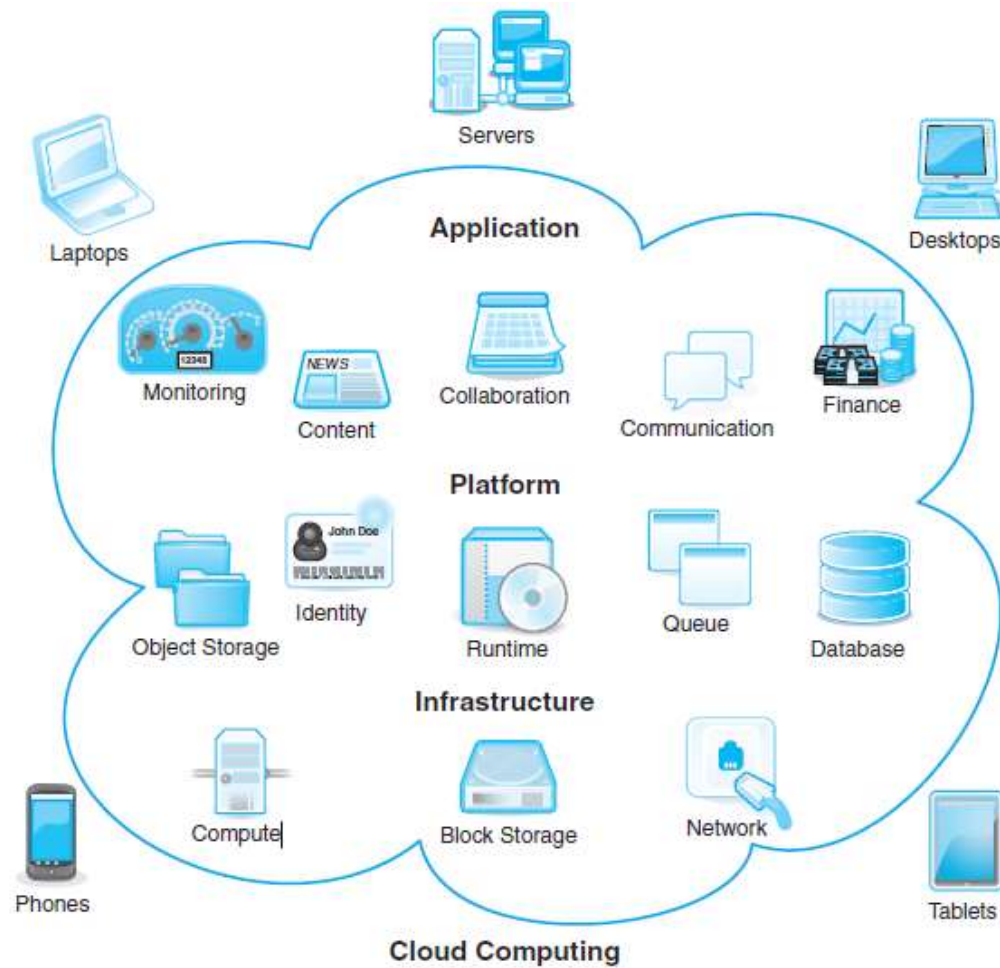 Servers
Laptops
Desktops
Application
12345
Monitoring
NEWS
Content
Collaboration
Communication
Finance
Platform
Object Storage
John Doe
Identity
Runtime
Queue
Database
Infrastructure
Compute
Block Storage
Network
Phones
Tablets
Cloud Computing